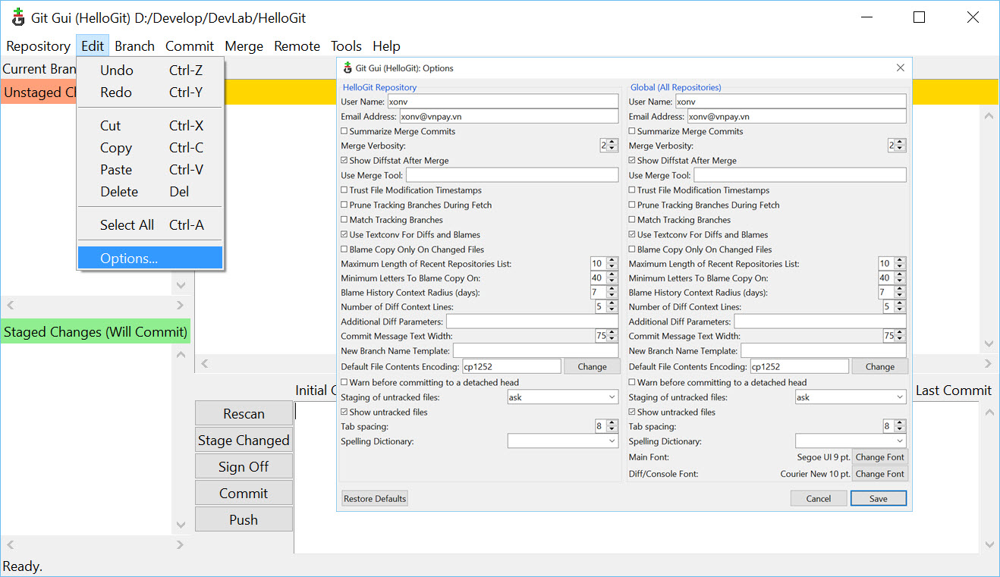 Git Gui (HelloGit) D:/Develop/DevLab/HelloGit
Repository Edit Branch Commit Merge Remote Tools Help
Current Bran
Unstaged Ch
Undo Ctrl-Z
Redo Ctrl-Y
Cut Ctrl-X
Copy Ctrl-C
Paste Ctrl-V
Delete Del
Select All Ctrl-A
Options...
Staged Changes (Will Commit)
Initial C
Last Commit
Rescan
Stage Changed
Sign Off
Commit
Push
Ready.
Git Gui (HelloGit): Options
HelloGit Repository
User Name: xonv
Email Address: xonv@vnpay.vn
Summarize Merge Commits
Merge Verbosity: 2
Show Diffstat After Merge
Use Merge Tool:
Trust File Modification Timestamps
Prune Tracking Branches During Fetch
Match Tracking Branches
Use Textconv For Diffs and Blames
Blame Copy Only On Changed Files
Maximum Length of Recent Repositories List: 10
Minimum Letters To Blame Copy On: 40
Blame History Context Radius (days): 7
Number of Diff Context Lines: 5
Additional Diff Parameters:
Commit Message Text Width: 75
New Branch Name Template:
Default File Contents Encoding: cp1252 Change
Warn before committing to a detached head
Staging of untracked files: ask
Show untracked files
Tab spacing: 8
Spelling Dictionary:
Global (All Repositories)
User Name: xonv
Email Address: xonv@vnpay.vn
Summarize Merge Commits
Merge Verbosity: 2
Show Diffstat After Merge
Use Merge Tool:
Trust File Modification Timestamps
Prune Tracking Branches During Fetch
Match Tracking Branches
Use Textconv For Diffs and Blames
Blame Copy Only On Changed Files
Maximum Length of Recent Repositories List: 10
Minimum Letters To Blame Copy On: 40
Blame History Context Radius (days): 7
Number of Diff Context Lines: 5
Additional Diff Parameters:
Commit Message Text Width: 75
New Branch Name Template:
Default File Contents Encoding: cp1252 Change
Warn before committing to a detached head
Staging of untracked files: ask
Show untracked files
Tab spacing: 8
Spelling Dictionary:
Main Font: Segoe UI 9 pt. Change Font
Diff/Console Font: Courier New 10 pt. Change Font
Restore Defaults Cancel Save